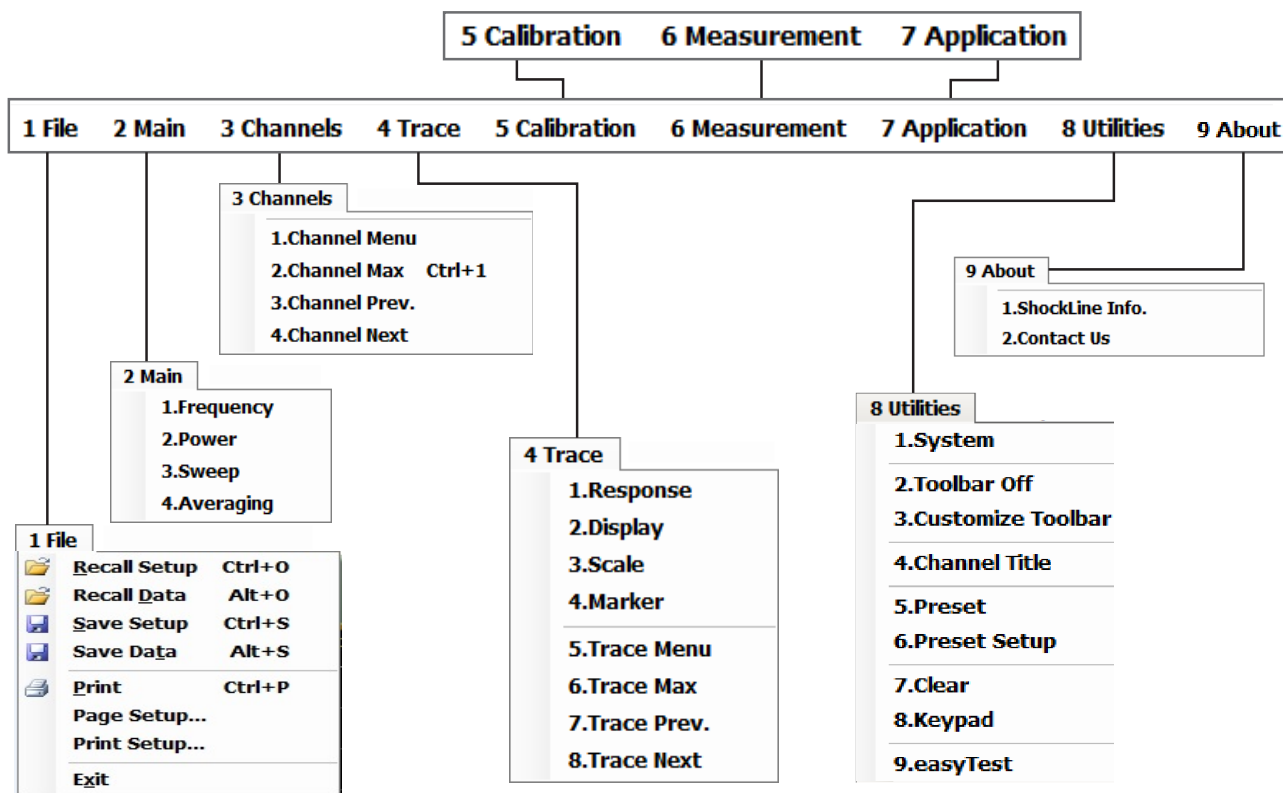 5 Calibration 6 Measurement 7 Application
1 File 2 Main 3 Channels 4 Trace 5 Calibration 6 Measurement 7 Application 8 Utilities 9 About
3 Channels
1.Channel Menu
2.Channel Max Ctrl+1
3.Channel Prev.
4.Channel Next
9 About
1.ShockLine Info.
2.Contact Us
2 Main
1.Frequency
2.Power
3.Sweep
4.Averaging
4 Trace
1.Response
2.Display
3.Scale
4.Marker
5.Trace Menu
6.Trace Max
7.Trace Prev.
8.Trace Next
8 Utilities
1.System
2.Toolbar Off
3.Customize Toolbar
4.Channel Title
5.Preset
6.Preset Setup
7.Clear
8.Keypad
9.easyTest
1 File
Recall Setup Ctrl+O
Recall Data Alt+O
Save Setup Ctrl+S
Save Data Alt+S
Print Ctrl+P
Page Setup...
Print Setup...
Exit